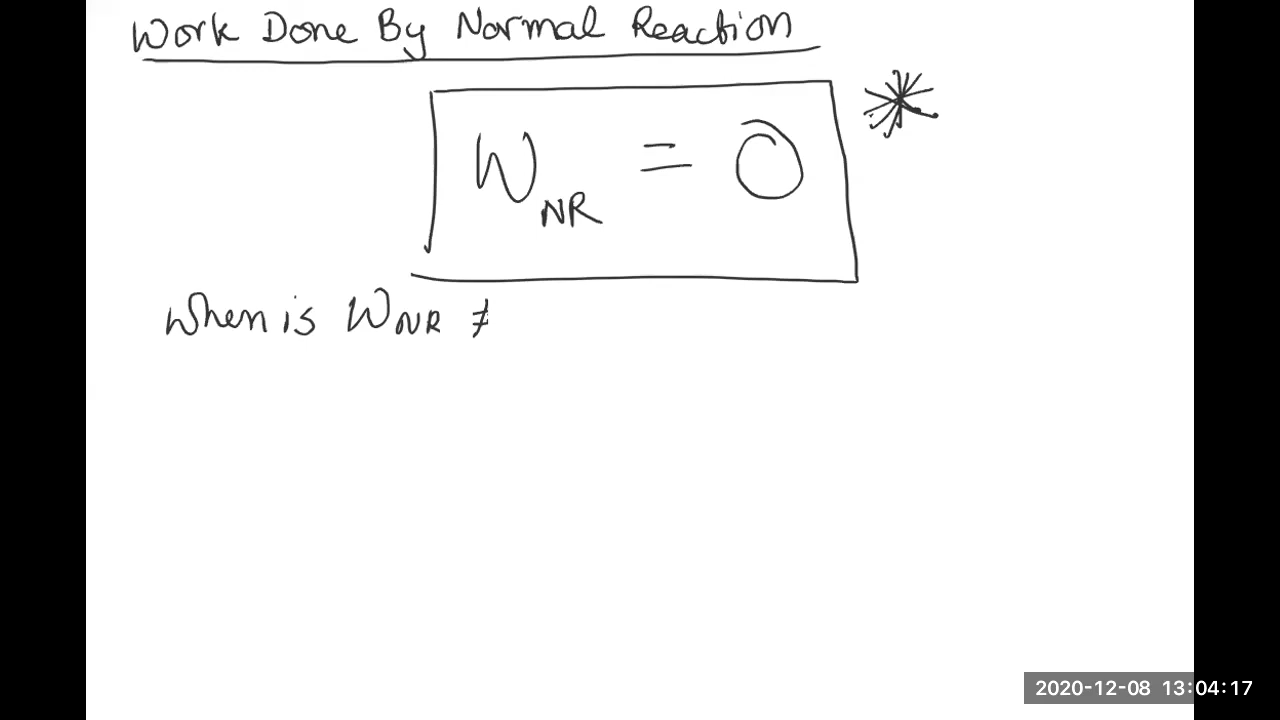 Work Done By Normal Reaction
W_NR = 0 *
When is W_NR ≠
2020-12-08 13:04:17